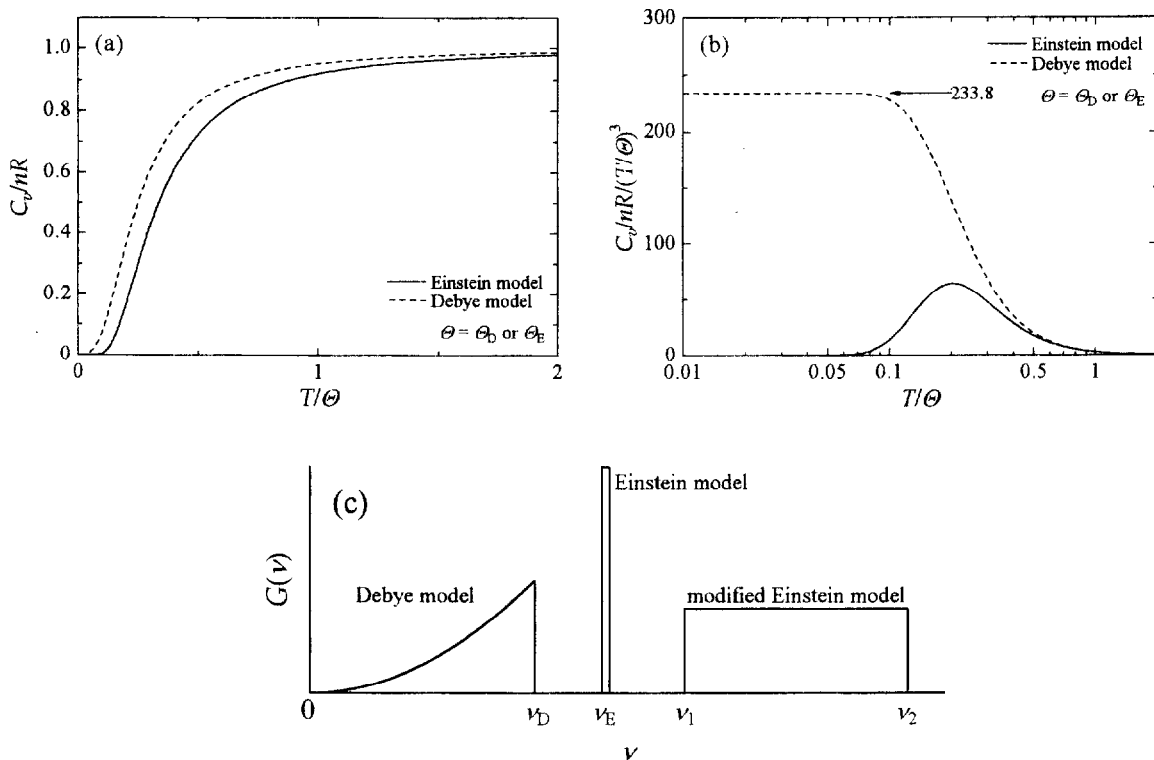 (a)
1.0
0.8
0.6
0.4
0.2
0
C_v/nR
Einstein model
Debye model
Θ = Θ_D or Θ_E
0
1
2
T/Θ
(b)
300
250
200
100
0
C_v/nR/(T/Θ)^3
Einstein model
Debye model
233.8
Θ = Θ_D or Θ_E
0.01
0.05
0.1
0.5
1
T/Θ
(c)
G(ν)
Einstein model
Debye model
modified Einstein model
0
ν_D
ν_E
ν_1
ν_2
ν